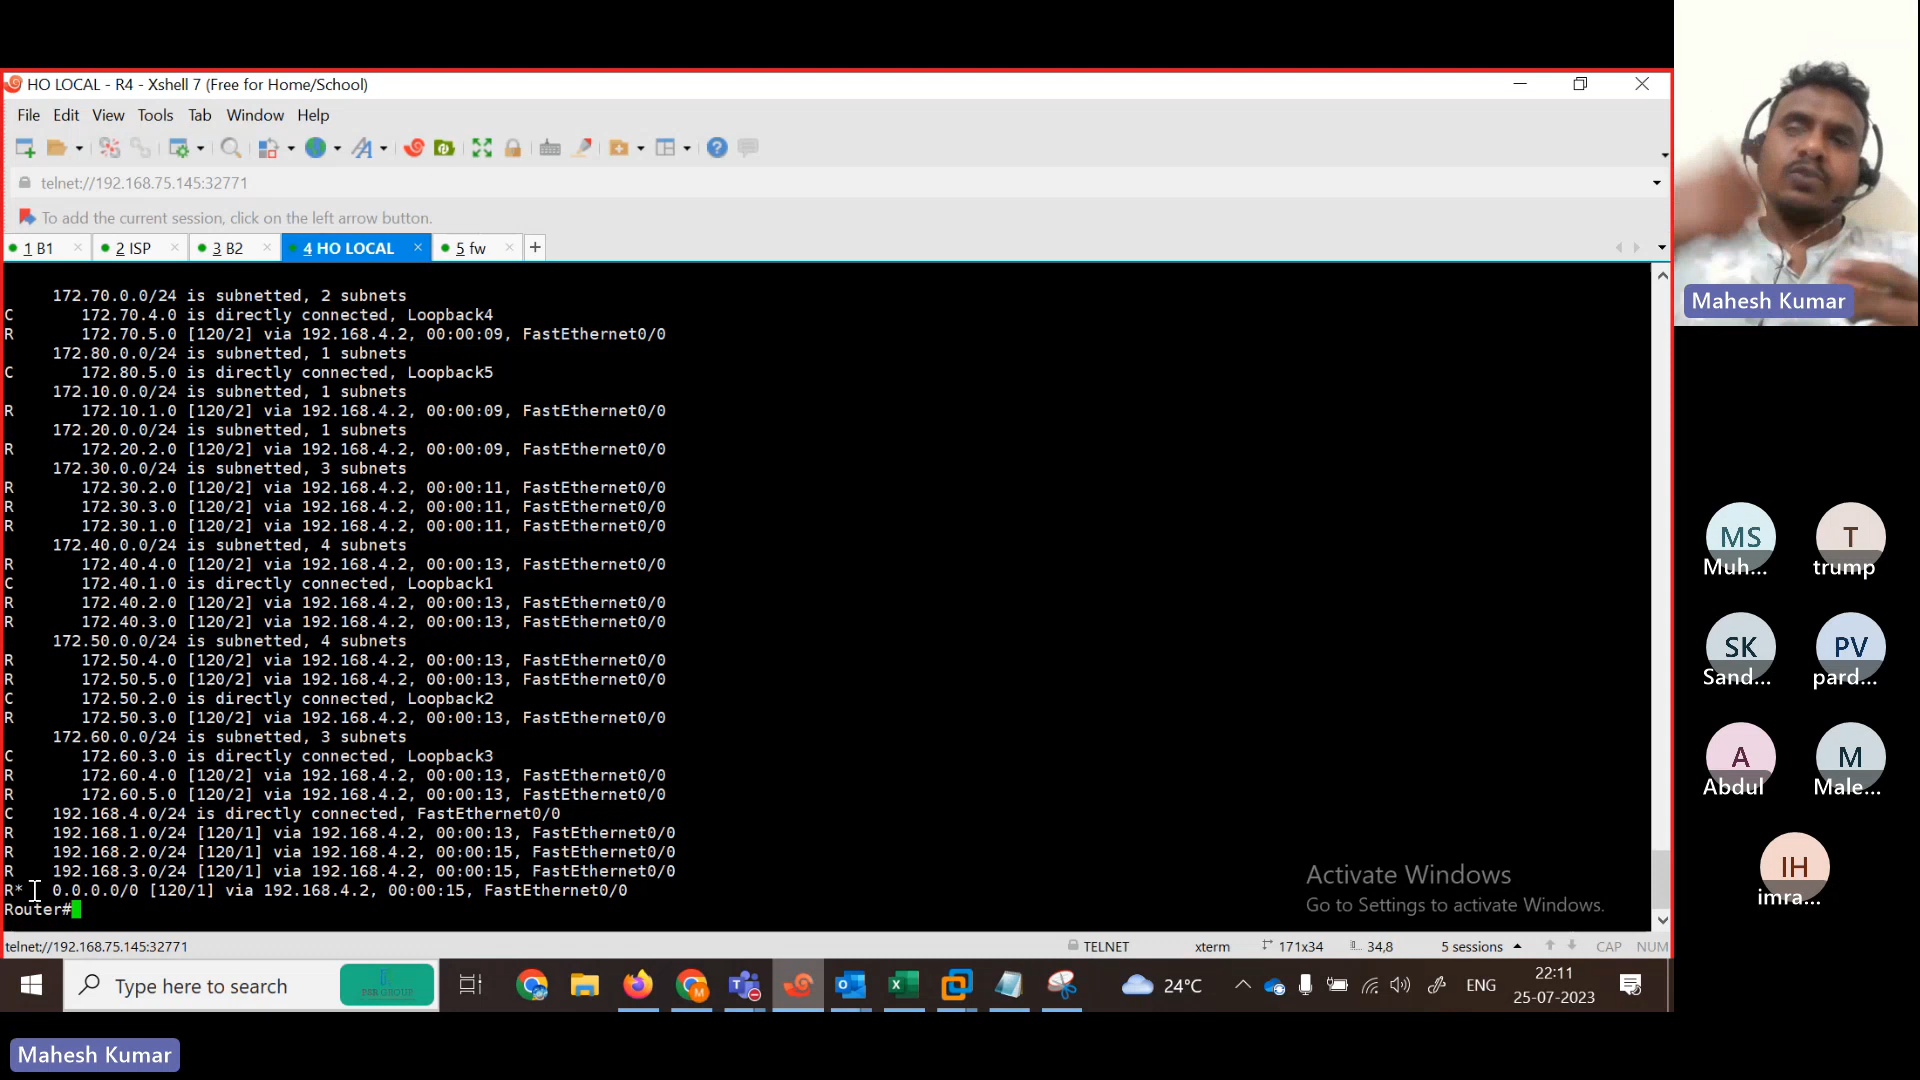 HO LOCAL - R4 - Xshell 7 (Free for Home/School)
File Edit View Tools Tab Window Help
telnet://192.168.75.145:32771
To add the current session, click on the left arrow button.
1 B1 × 2 ISP × 3 B2 × 4 HO LOCAL × 5 fw × +
172.70.0.0/24 is subnetted, 2 subnets
C 172.70.4.0 is directly connected, Loopback4
R 172.70.5.0 [120/2] via 192.168.4.2, 00:00:09, FastEthernet0/0
172.80.0.0/24 is subnetted, 1 subnets
C 172.80.5.0 is directly connected, Loopback5
172.10.0.0/24 is subnetted, 1 subnets
R 172.10.1.0 [120/2] via 192.168.4.2, 00:00:09, FastEthernet0/0
172.20.0.0/24 is subnetted, 1 subnets
R 172.20.2.0 [120/2] via 192.168.4.2, 00:00:09, FastEthernet0/0
172.30.0.0/24 is subnetted, 3 subnets
R 172.30.2.0 [120/2] via 192.168.4.2, 00:00:11, FastEthernet0/0
R 172.30.3.0 [120/2] via 192.168.4.2, 00:00:11, FastEthernet0/0
R 172.30.1.0 [120/2] via 192.168.4.2, 00:00:11, FastEthernet0/0
172.40.0.0/24 is subnetted, 4 subnets
R 172.40.4.0 [120/2] via 192.168.4.2, 00:00:13, FastEthernet0/0
C 172.40.1.0 is directly connected, Loopback1
R 172.40.2.0 [120/2] via 192.168.4.2, 00:00:13, FastEthernet0/0
R 172.40.3.0 [120/2] via 192.168.4.2, 00:00:13, FastEthernet0/0
172.50.0.0/24 is subnetted, 4 subnets
R 172.50.4.0 [120/2] via 192.168.4.2, 00:00:13, FastEthernet0/0
R 172.50.5.0 [120/2] via 192.168.4.2, 00:00:13, FastEthernet0/0
C 172.50.2.0 is directly connected, Loopback2
R 172.50.3.0 [120/2] via 192.168.4.2, 00:00:13, FastEthernet0/0
172.60.0.0/24 is subnetted, 3 subnets
C 172.60.3.0 is directly connected, Loopback3
R 172.60.4.0 [120/2] via 192.168.4.2, 00:00:13, FastEthernet0/0
R 172.60.5.0 [120/2] via 192.168.4.2, 00:00:13, FastEthernet0/0
C 192.168.4.0/24 is directly connected, FastEthernet0/0
R 192.168.1.0/24 [120/1] via 192.168.4.2, 00:00:13, FastEthernet0/0
R 192.168.2.0/24 [120/1] via 192.168.4.2, 00:00:15, FastEthernet0/0
R 192.168.3.0/24 [120/1] via 192.168.4.2, 00:00:15, FastEthernet0/0
R* 0.0.0.0/0 [120/1] via 192.168.4.2, 00:00:15, FastEthernet0/0
Router#
Activate Windows
Go to Settings to activate Windows.
telnet://192.168.75.145:32771 TELNET xterm 171x34 34,8 5 sessions CAP NUM
Type here to search
24°C ENG 22:11
25-07-2023
Mahesh Kumar
Mahesh Kumar
MS T
Muh... trump
SK PV
Sand... pard...
A M
Abdul Male...
IH
imra...